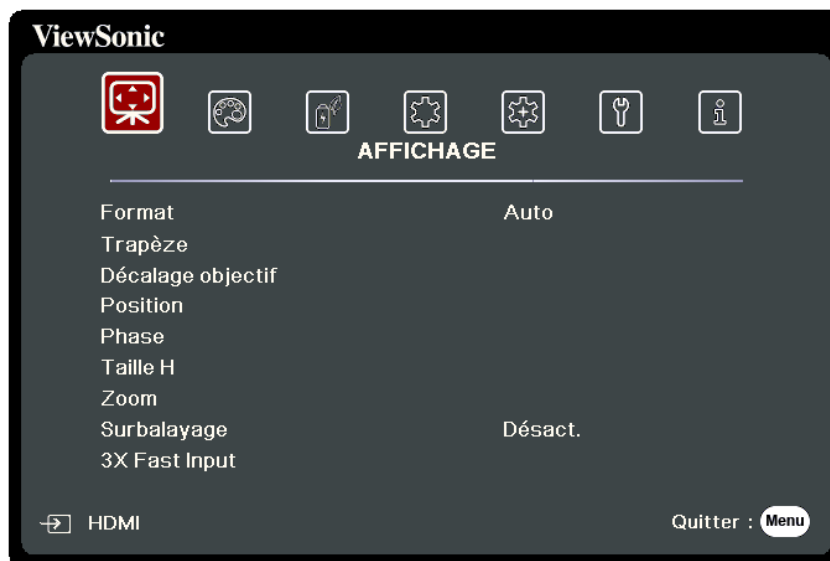 ViewSonic
AFFICHAGE
Format Auto
Trapèze
Décalage objectif
Position
Phase
Taille H
Zoom
Surbalayage Désact.
3X Fast Input
HDMI Quitter : Menu